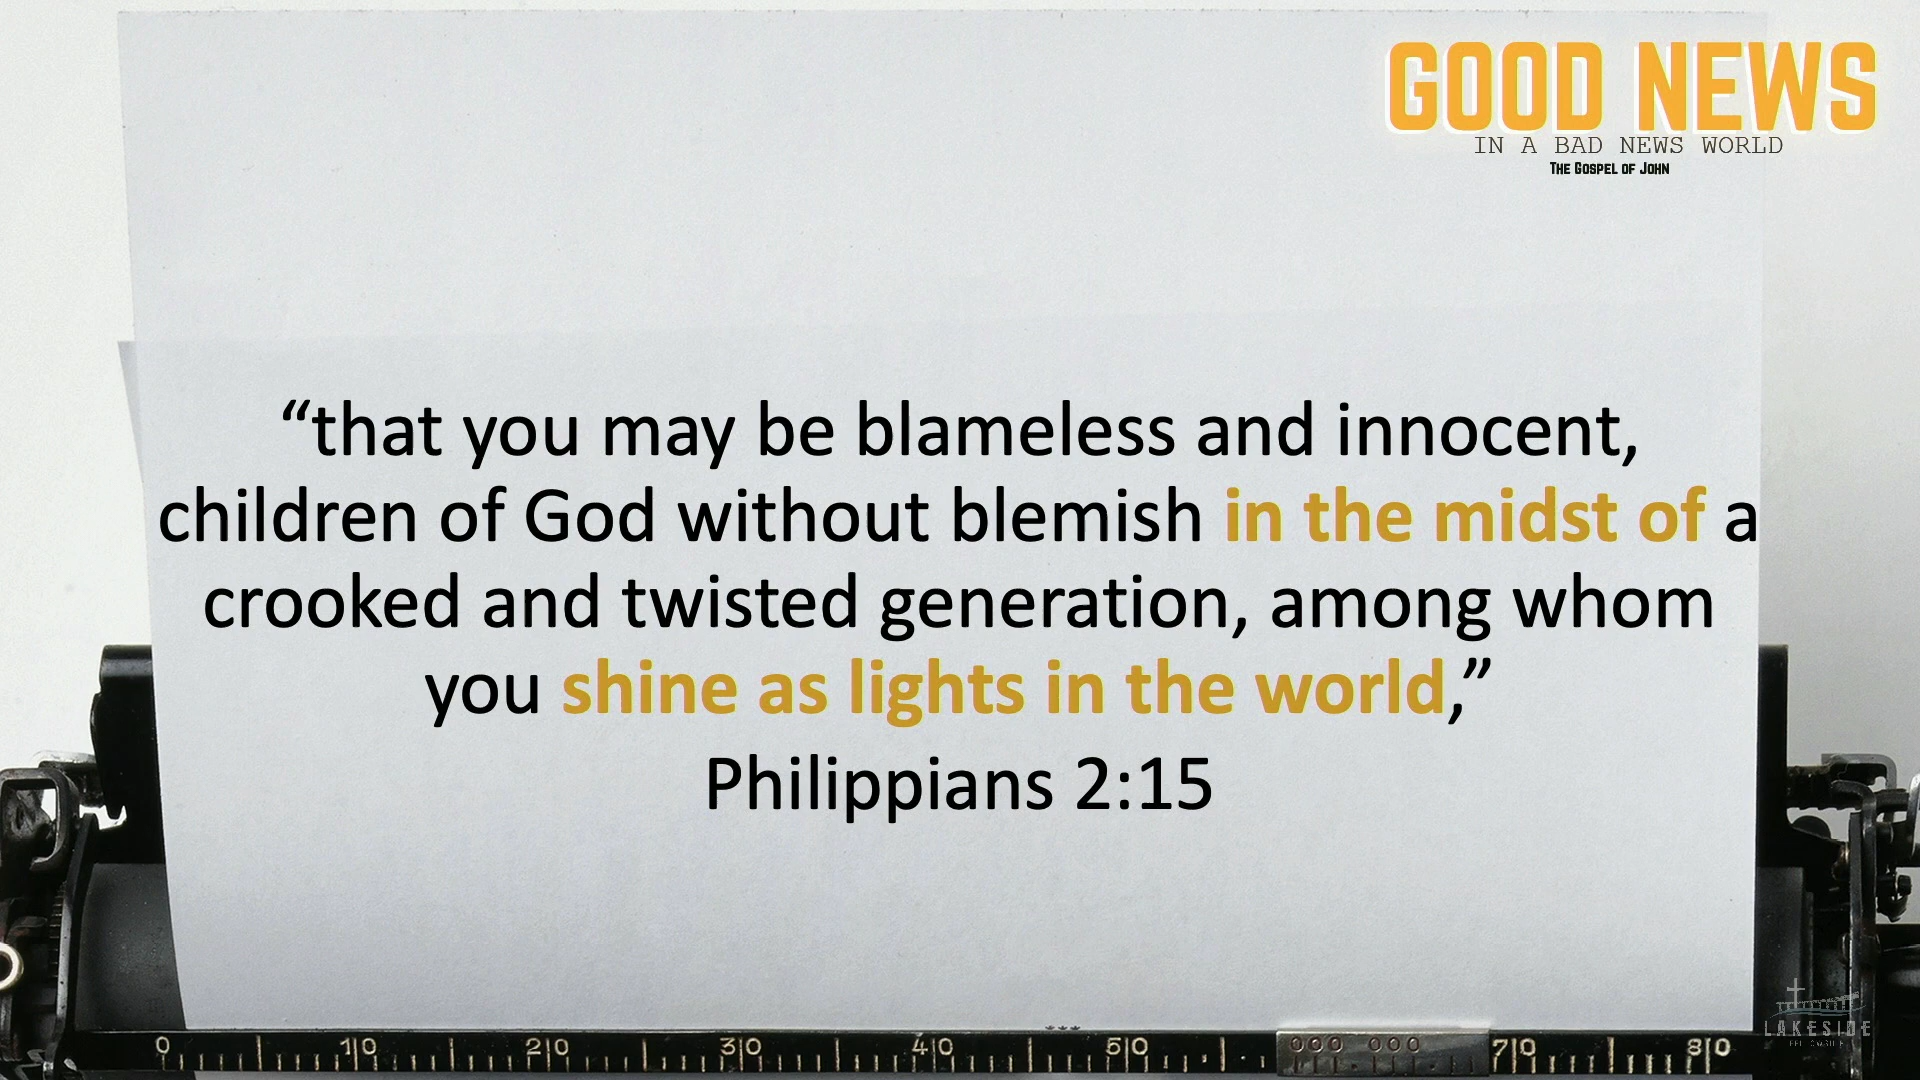 GOOD NEWS
IN A BAD NEWS WORLD
THE GOSPEL OF JOHN
“that you may be blameless and innocent,
children of God without blemish in the midst of a
crooked and twisted generation, among whom
you shine as lights in the world,”
Philippians 2:15
0 10 20 30 40 50 000 000 70 80
LAKESIDE